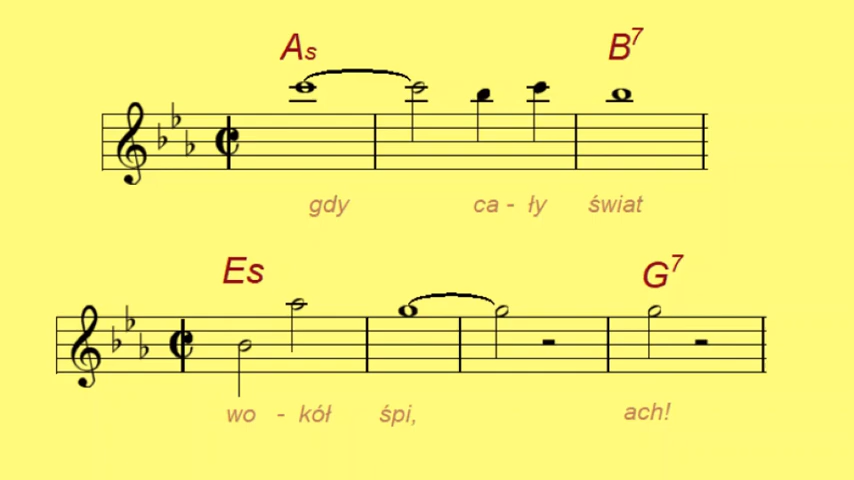 As B7
gdy ca - ły świat
Es G7
wo - kół śpi, ach!